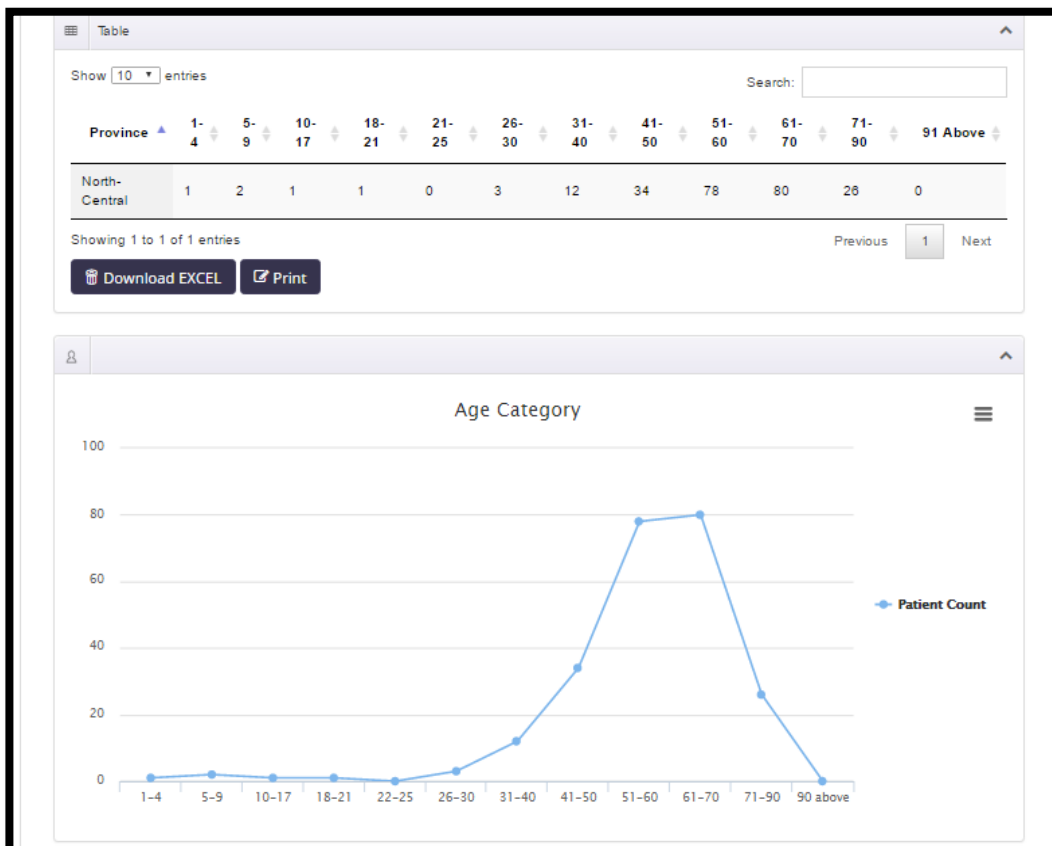 Table
Show 10 entries
Search:
Province 1-4 5-9 10-17 18-21 21-25 26-30 31-40 41-50 51-60 61-70 71-90 91 Above
North-Central 1 2 1 1 0 3 12 34 78 80 26 0
Showing 1 to 1 of 1 entries
Previous 1 Next
Download EXCEL Print
Age Category
100
80
60
40
20
0
Patient Count
1-4 5-9 10-17 18-21 22-25 26-30 31-40 41-50 51-60 61-70 71-90 90 above